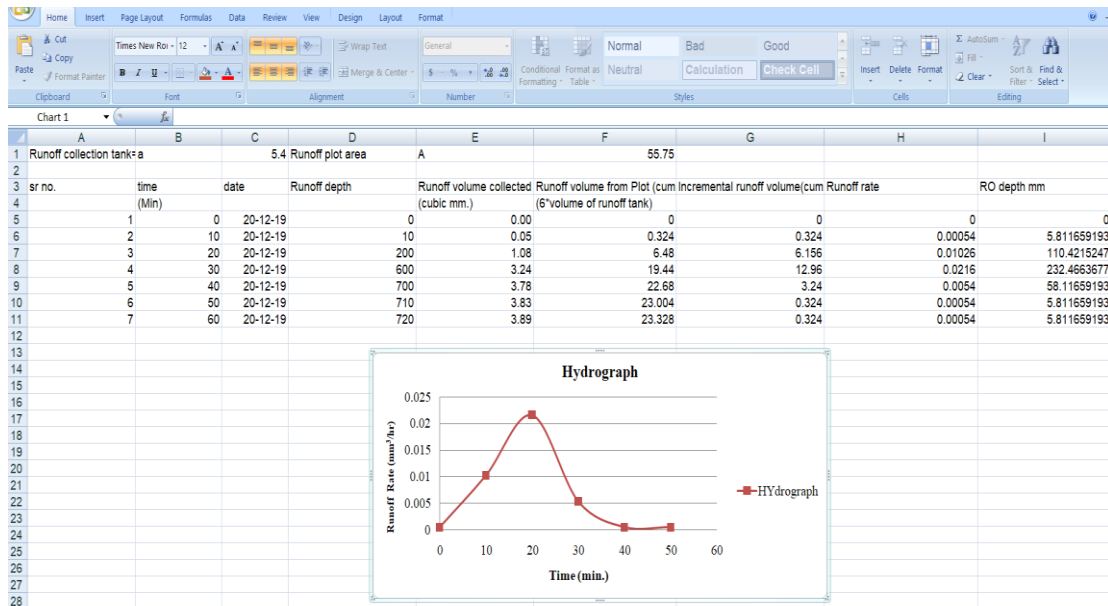 Home Insert Page Layout Formulas Data Review View Design Layout Format
Cut
Copy
Format Painter
Paste
Clipboard
Times New Ror 12
B I U
Font
Wrap Text
Merge & Center
Alignment
General
$ % ,
Number
Conditional Formatting
Format as Table
Normal Bad Good
Neutral Calculation Check Cell
Styles
Insert Delete Format
Cells
Σ AutoSum
Fill
Clear
Sort & Filter
Find & Select
Editing
Chart 1 fx
A B C D E F G H I
1 Runoff collection tank= a 5.4 Runoff plot area A 55.75
2
3 sr no. time date Runoff depth Runoff volume collected Runoff volume from Plot (cum Incremental runoff volume(cum Runoff rate RO depth mm
4 (Min) (cubic mm.) (6*volume of runoff tank)
5 1 0 20-12-19 0 0.00 0 0 0 0
6 2 10 20-12-19 10 0.05 0.324 0.324 0.00054 5.811659193
7 3 20 20-12-19 200 1.08 6.48 6.156 0.01026 110.4215247
8 4 30 20-12-19 600 3.24 19.44 12.96 0.0216 232.4663677
9 5 40 20-12-19 700 3.78 22.68 3.24 0.0054 58.11659193
10 6 50 20-12-19 710 3.83 23.004 0.324 0.00054 5.811659193
11 7 60 20-12-19 720 3.89 23.328 0.324 0.00054 5.811659193
12
13
14
15
16
17
18
19
20
21
22
23
24
25
26
27
28
Hydrograph
0.025
0.02
0.015
0.01
0.005
0
Runoff Rate (mm³/hr)
0 10 20 30 40 50 60
Time (min.)
HYdrograph